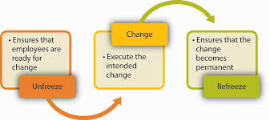 • Ensures that
employees are
ready for
change
Unfreeze
Change
• Execute the
intended
change
• Ensures that the
change
becomes
permanent
Refreeze